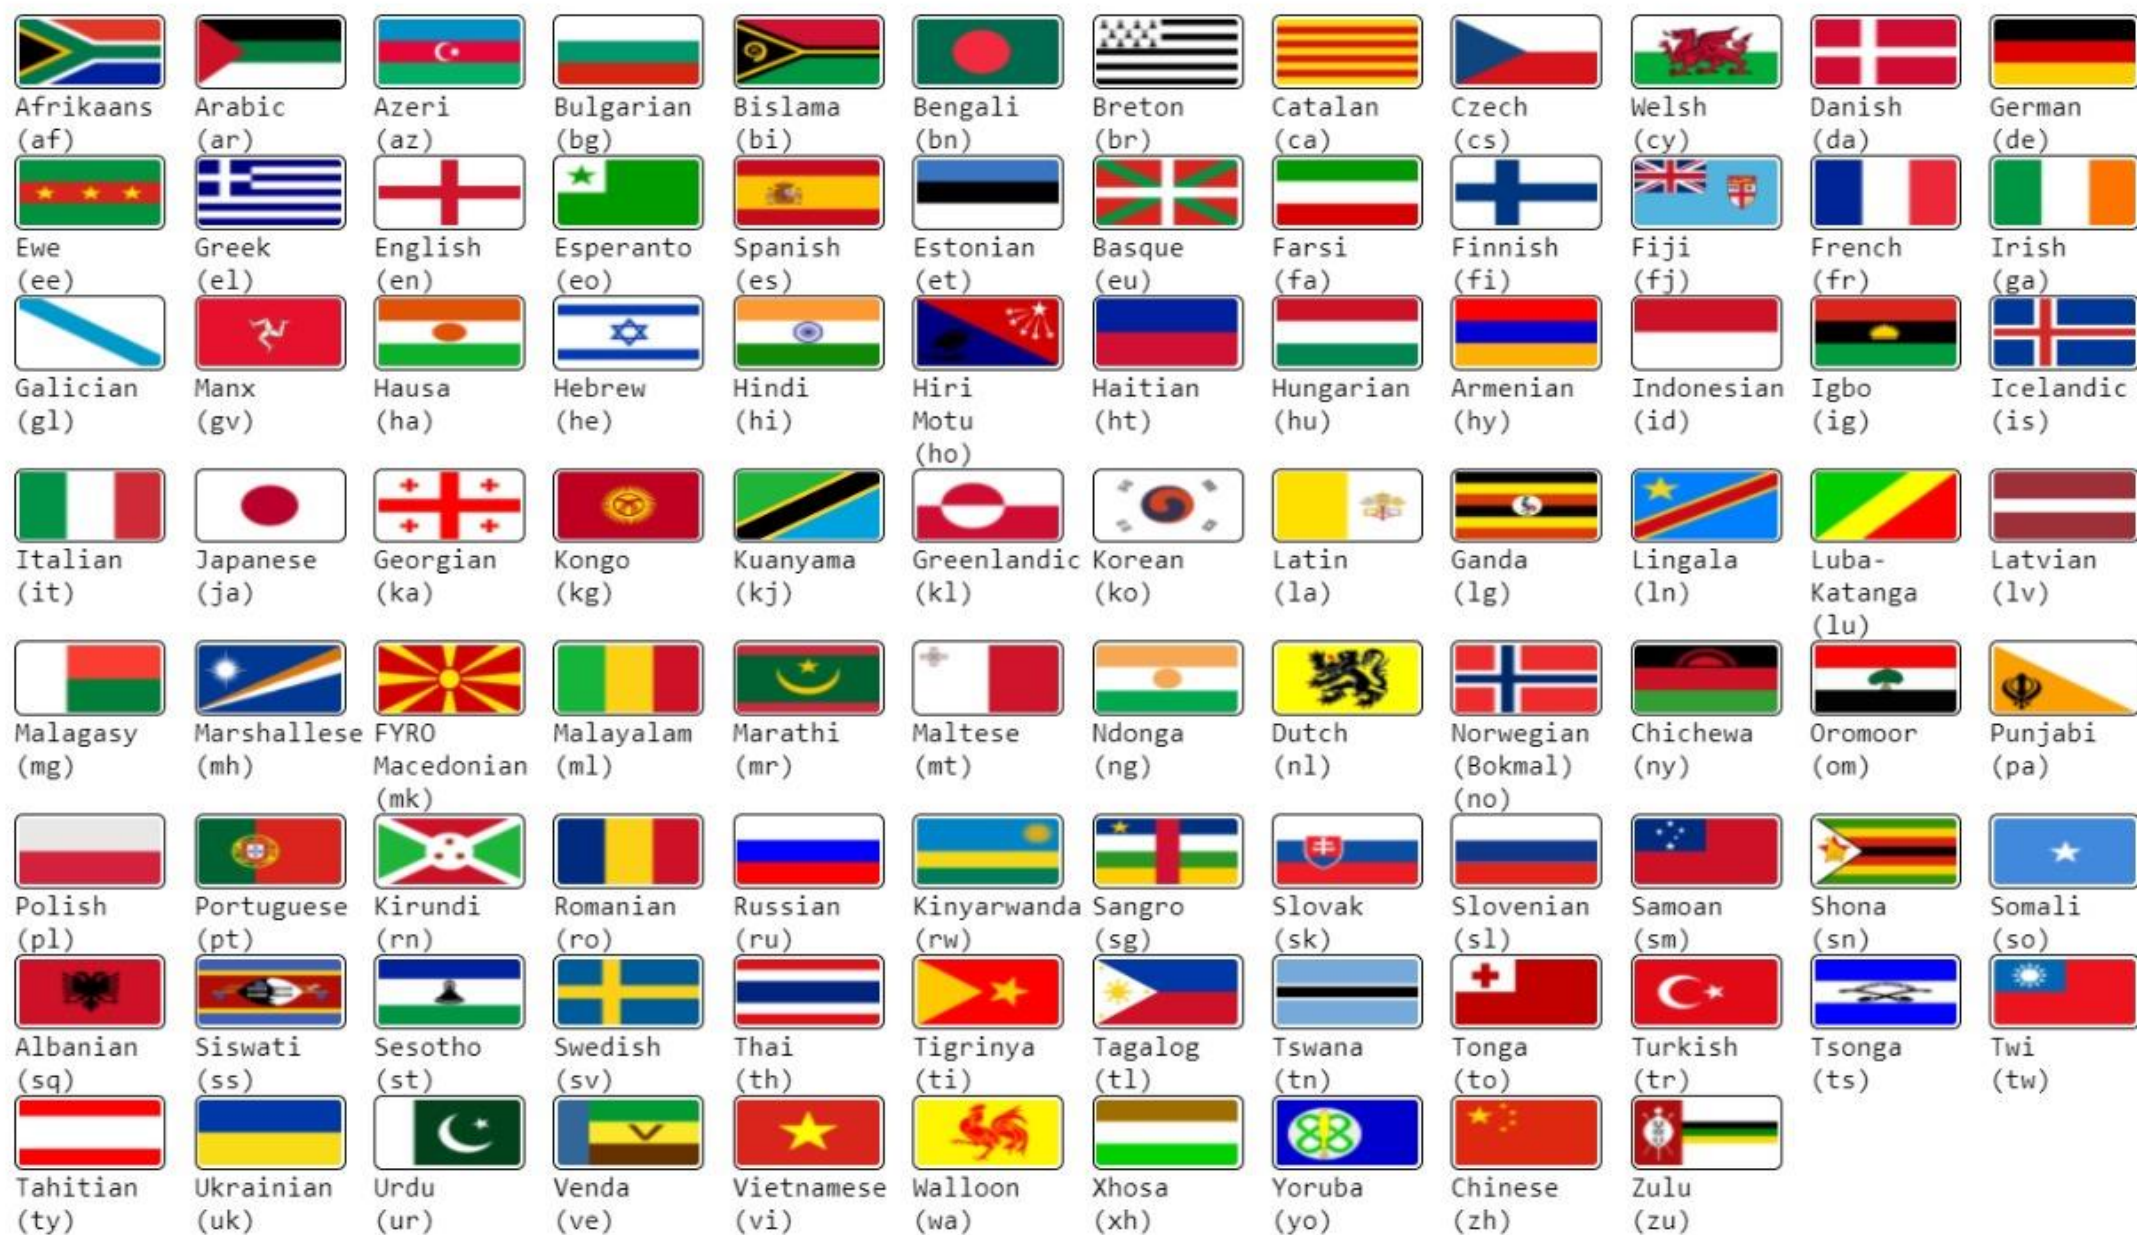 Afrikaans Arabic Azeri Bulgarian Bislama Bengali Breton Catalan Czech Welsh Danish German
(af) (ar) (az) (bg) (bi) (bn) (br) (ca) (cs) (cy) (da) (de)
Ewe Greek English Esperanto Spanish Estonian Basque Farsi Finnish Fiji French Irish
(ee) (el) (en) (eo) (es) (et) (eu) (fa) (fi) (fj) (fr) (ga)
Galician Manx Hausa Hebrew Hindi Hiri Haitian Hungarian Armenian Indonesian Igbo Icelandic
(gl) (gv) (ha) (he) (hi) Motu (ht) (hu) (hy) (id) (ig) (is)
(ho)
Italian Japanese Georgian Kongo Kuanyama Greenlandic Korean Latin Ganda Lingala Luba- Latvian
(it) (ja) (ka) (kg) (kj) (kl) (ko) (la) (lg) (ln) Katanga (lv)
(lu)
Malagasy Marshallese FYRO Malayalam Marathi Maltese Ndonga Dutch Norwegian Chichewa Oromoor Punjabi
(mg) (mh) Macedonian (ml) (mr) (mt) (ng) (nl) (Bokmal) (ny) (om) (pa)
(mk) (no)
Polish Portuguese Kirundi Romanian Russian Kinyarwanda Sangro Slovak Slovenian Samoan Shona Somali
(pl) (pt) (rn) (ro) (ru) (rw) (sg) (sk) (sl) (sm) (sn) (so)
Albanian Siswati Sesotho Swedish Thai Tigrinya Tagalog Tswana Tonga Turkish Tsonga Twi
(sq) (ss) (st) (sv) (th) (ti) (tl) (tn) (to) (tr) (ts) (tw)
Tahitian Ukrainian Urdu Venda Vietnamese Walloon Xhosa Yoruba Chinese Zulu
(ty) (uk) (ur) (ve) (vi) (wa) (xh) (yo) (zh) (zu)